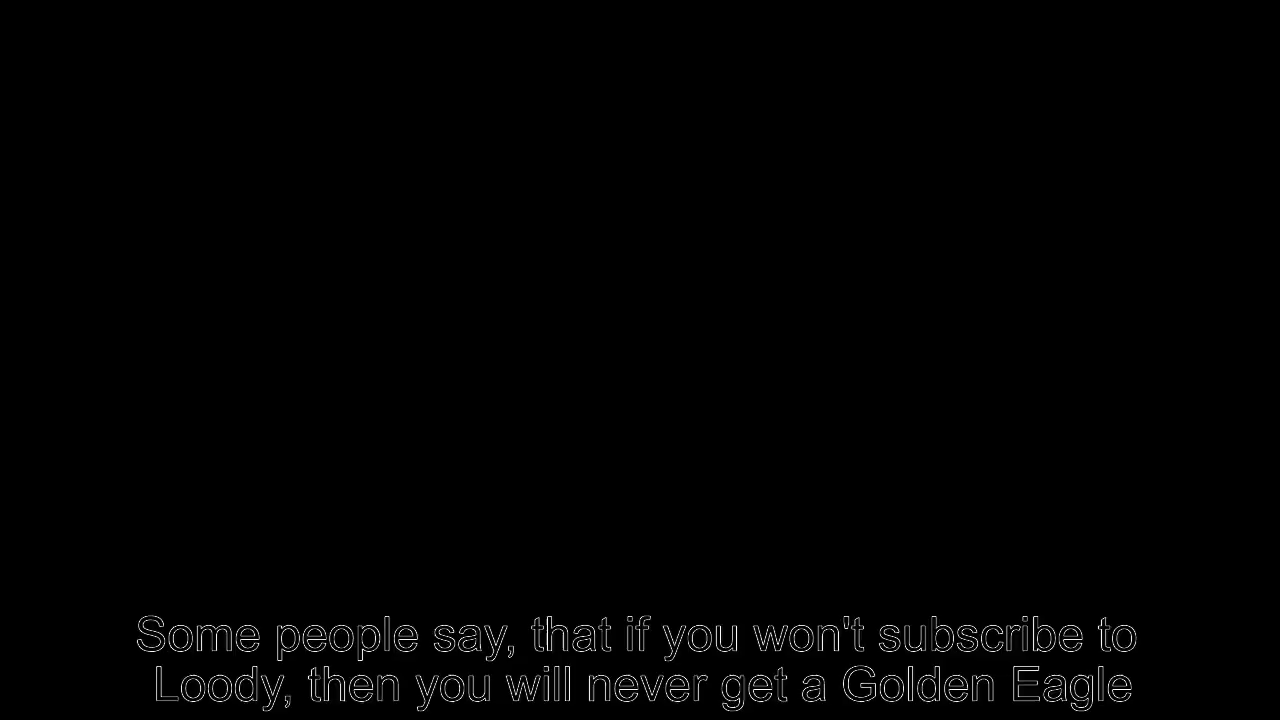 Some people say, that if you won't subscribe to
Loody, then you will never get a Golden Eagle